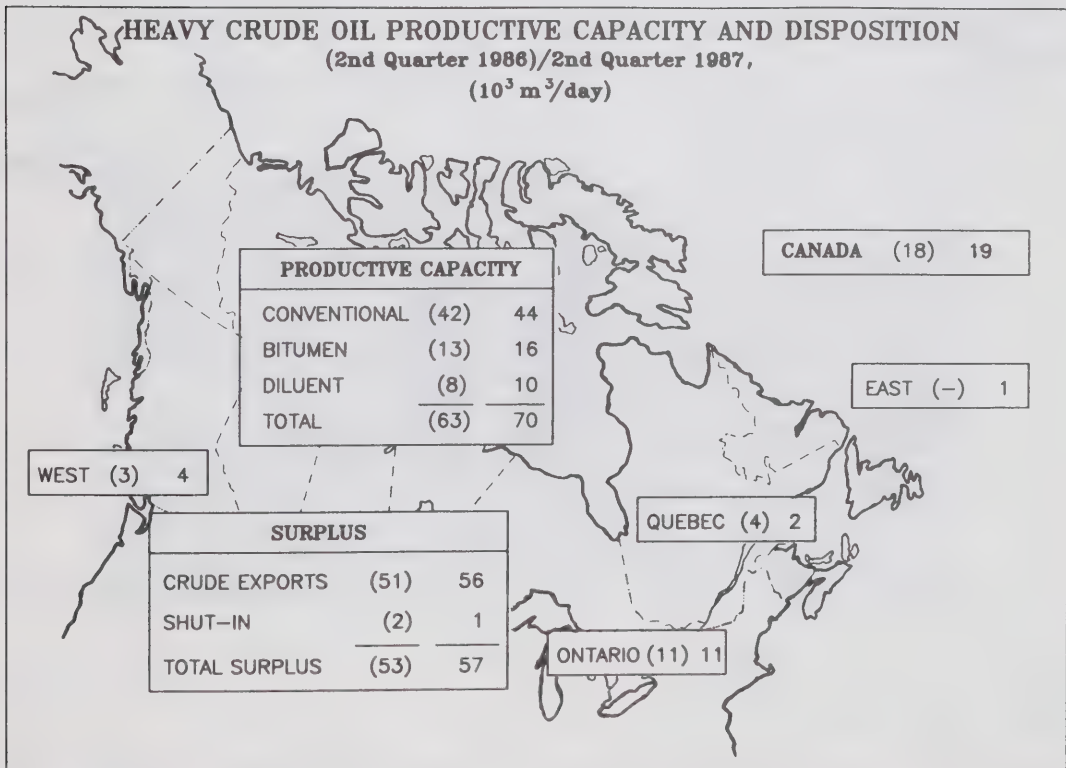 HEAVY CRUDE OIL PRODUCTIVE CAPACITY AND DISPOSITION
(2nd Quarter 1986)/2nd Quarter 1987,
(10³ m³/day)
CANADA (18) 19
PRODUCTIVE CAPACITY
CONVENTIONAL (42) 44
BITUMEN (13) 16
DILUENT (8) 10
TOTAL (63) 70
EAST (-) 1
WEST (3) 4
QUEBEC (4) 2
SURPLUS
CRUDE EXPORTS (51) 56
SHUT-IN (2) 1
TOTAL SURPLUS (53) 57
ONTARIO (11) 11